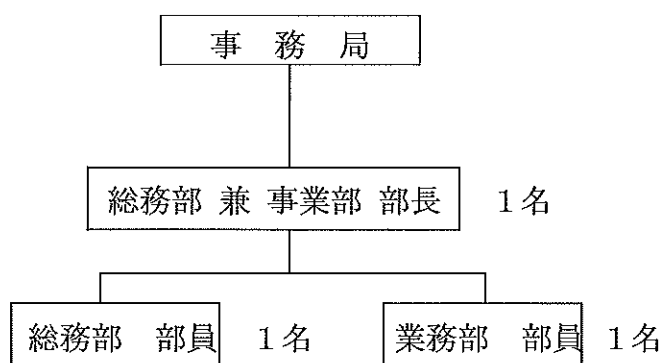 事 務 局
総務部 兼 事業部 部長 1名
総務部 部員 1名 業務部 部員 1名